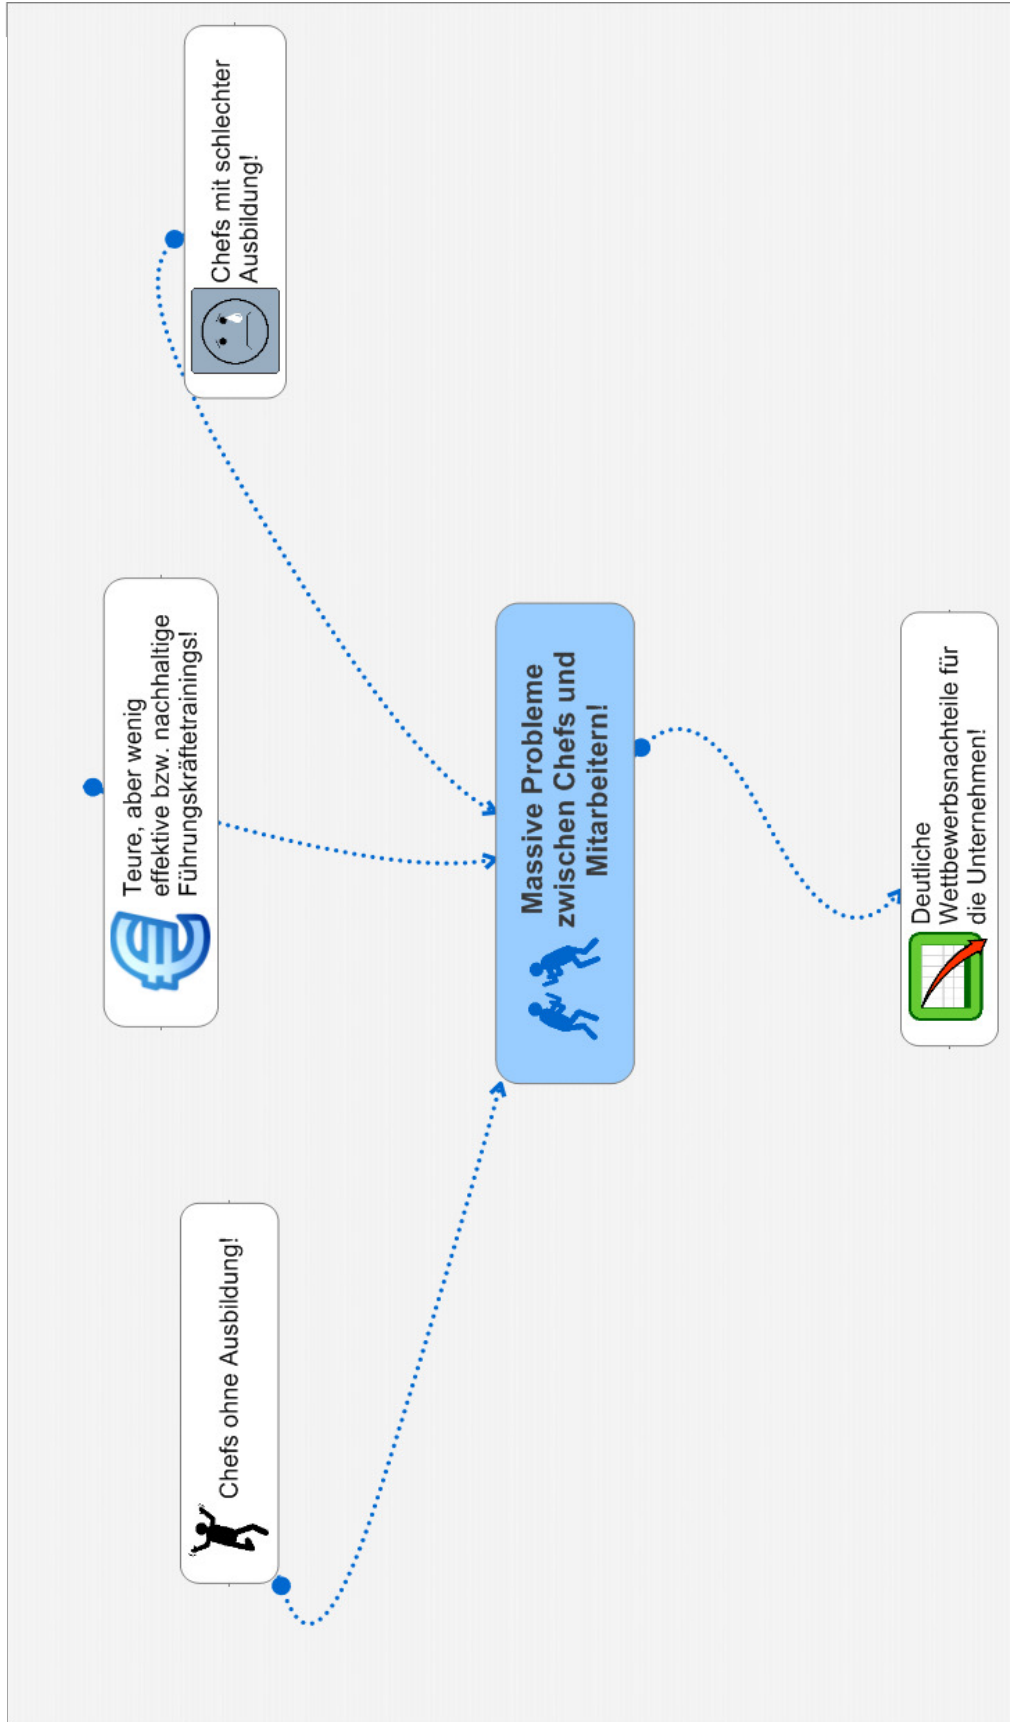 Chefs ohne Ausbildung!
Teure, aber wenig
effektive bzw. nachhaltige
Führungskräftetrainings!
Chefs mit schlechter
Ausbildung!
Massive Probleme
zwischen Chefs und
Mitarbeitern!
Deutliche
Wettbewerbsnachteile für
die Unternehmen!